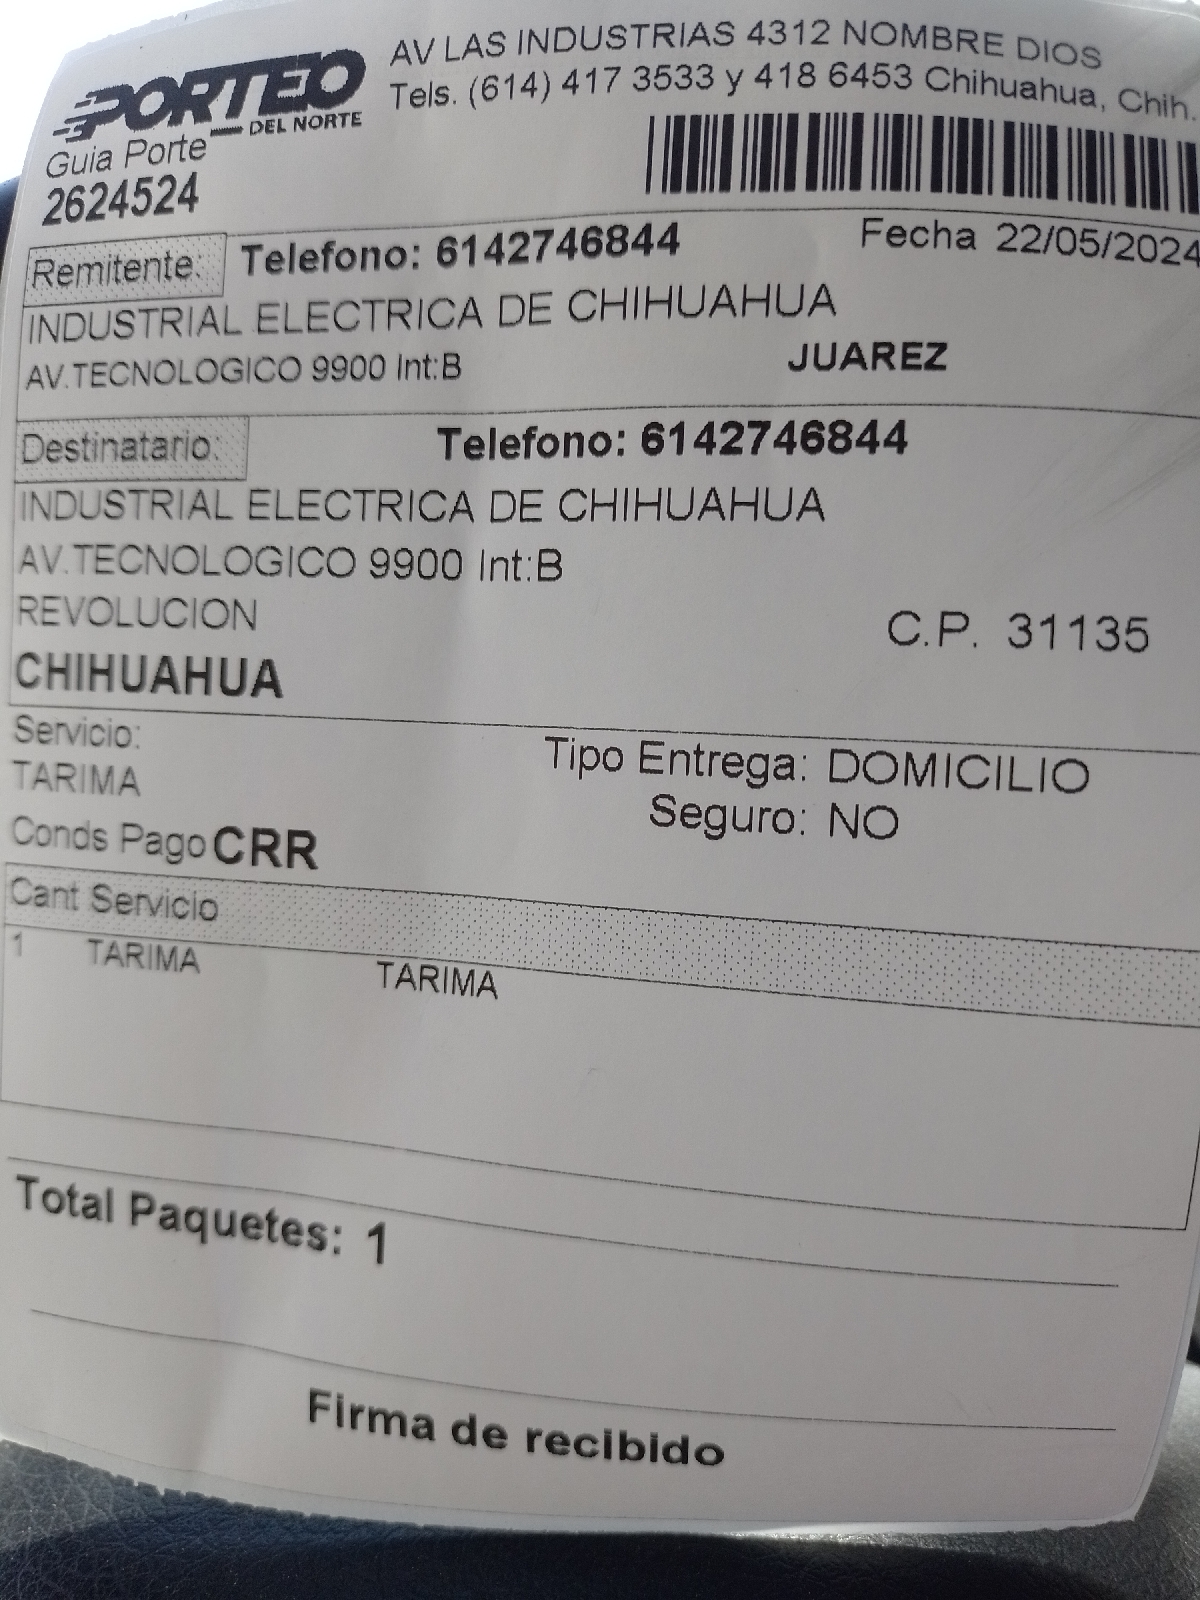 PORTEO
DEL NORTE
AV LAS INDUSTRIAS 4312 NOMBRE DIOS
Tels. (614) 417 3533 y 418 6453 Chihuahua, Chih.
Guia Porte
2624524
Remitente: Telefono: 6142746844 Fecha 22/05/2024
INDUSTRIAL ELECTRICA DE CHIHUAHUA
AV.TECNOLOGICO 9900 Int:B JUAREZ
Destinatario: Telefono: 6142746844
INDUSTRIAL ELECTRICA DE CHIHUAHUA
AV.TECNOLOGICO 9900 Int:B
REVOLUCION C.P. 31135
CHIHUAHUA
Servicio: Tipo Entrega: DOMICILIO
TARIMA Seguro: NO
Conds Pago CRR
Cant Servicio
1 TARIMA TARIMA
Total Paquetes: 1
Firma de recibido